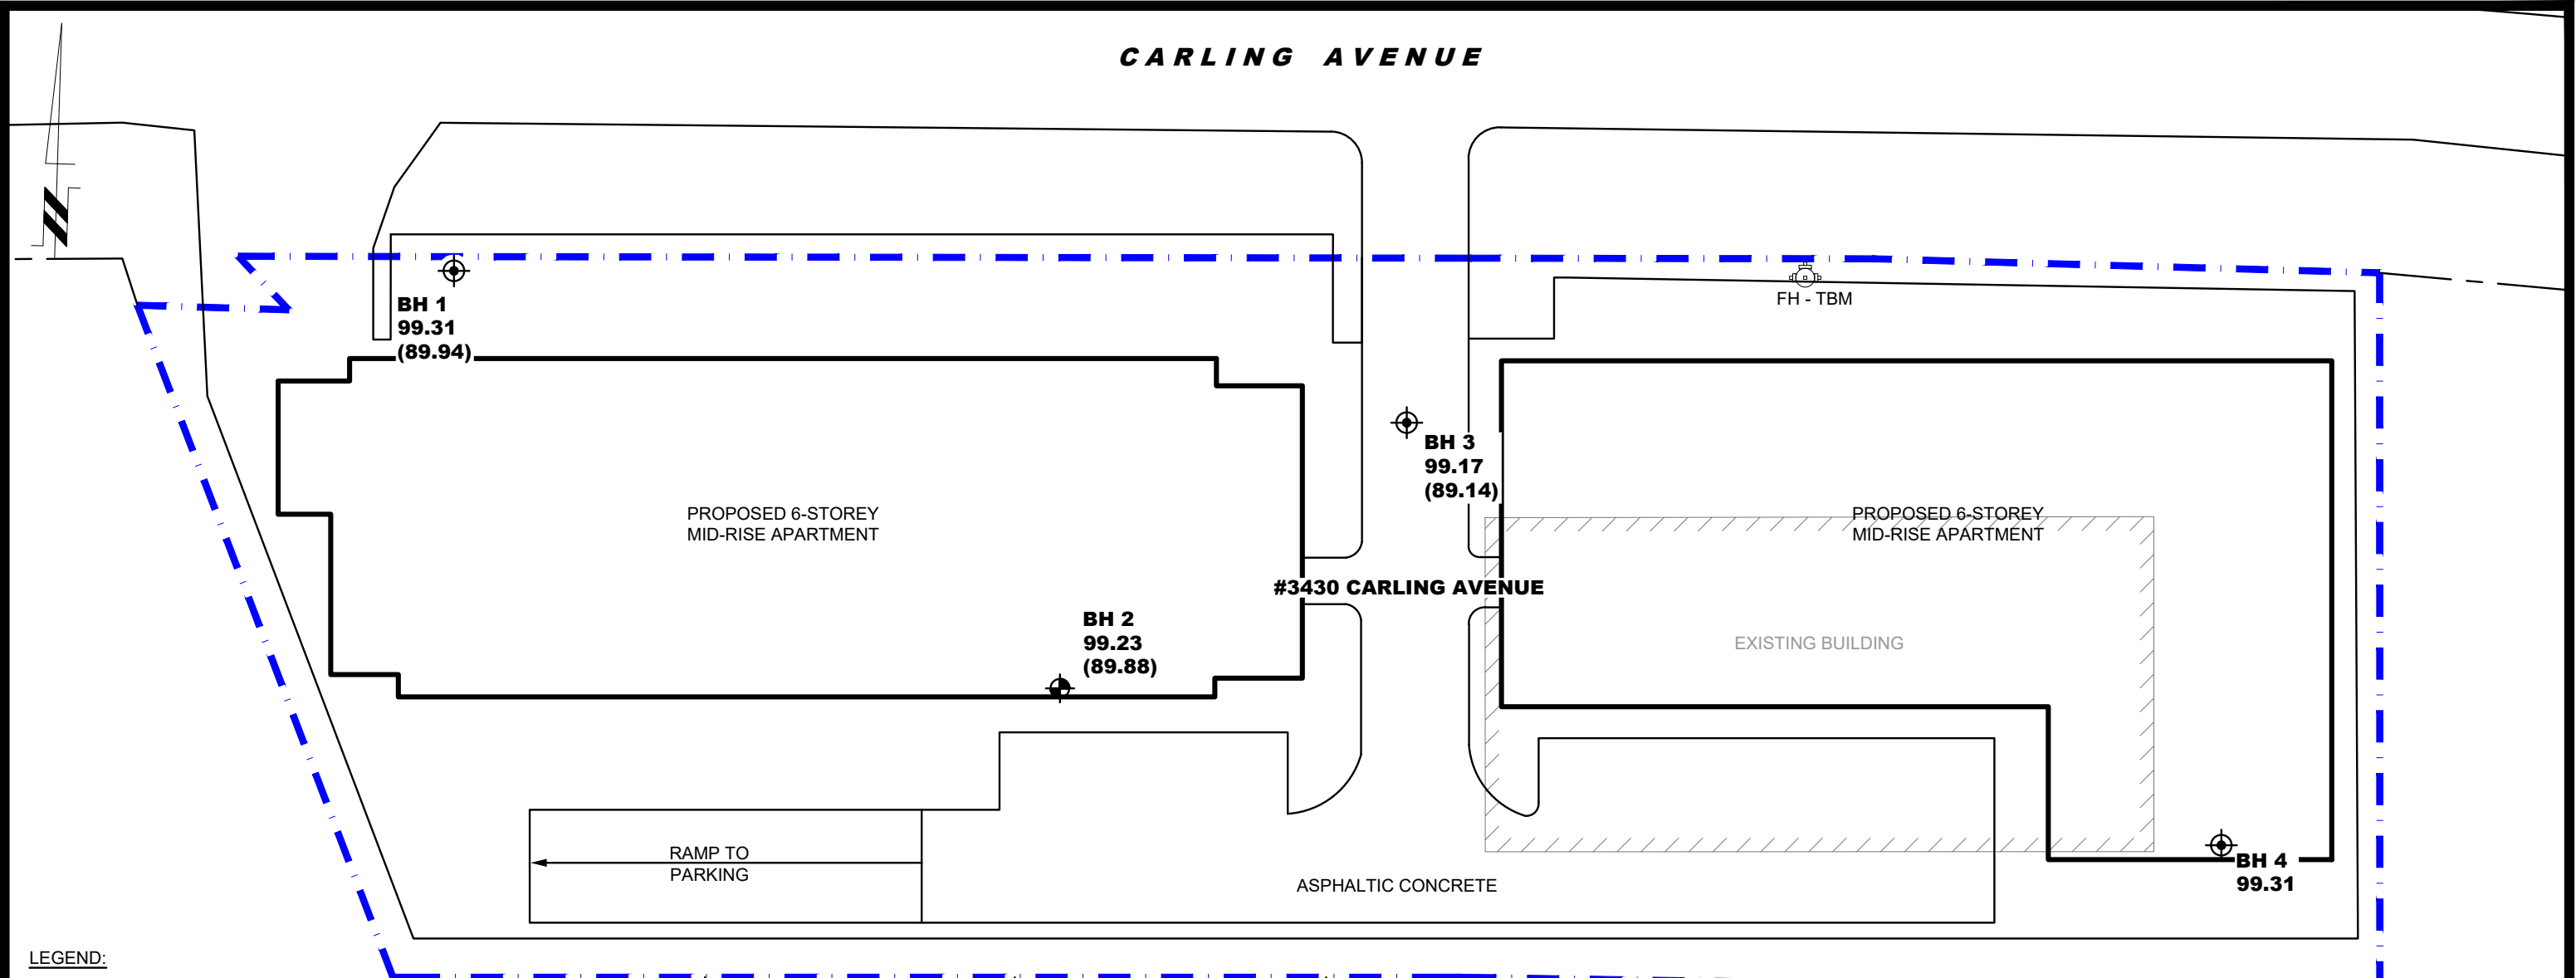 CARLING AVENUE
BH 1
99.31
(89.94)
FH - TBM
BH 3
99.17
(89.14)
PROPOSED 6-STOREY
MID-RISE APARTMENT
PROPOSED 6-STOREY
MID-RISE APARTMENT
#3430 CARLING AVENUE
BH 2
99.23
(89.88)
EXISTING BUILDING
RAMP TO
PARKING
BH 4
99.31
ASPHALTIC CONCRETE
LEGEND: